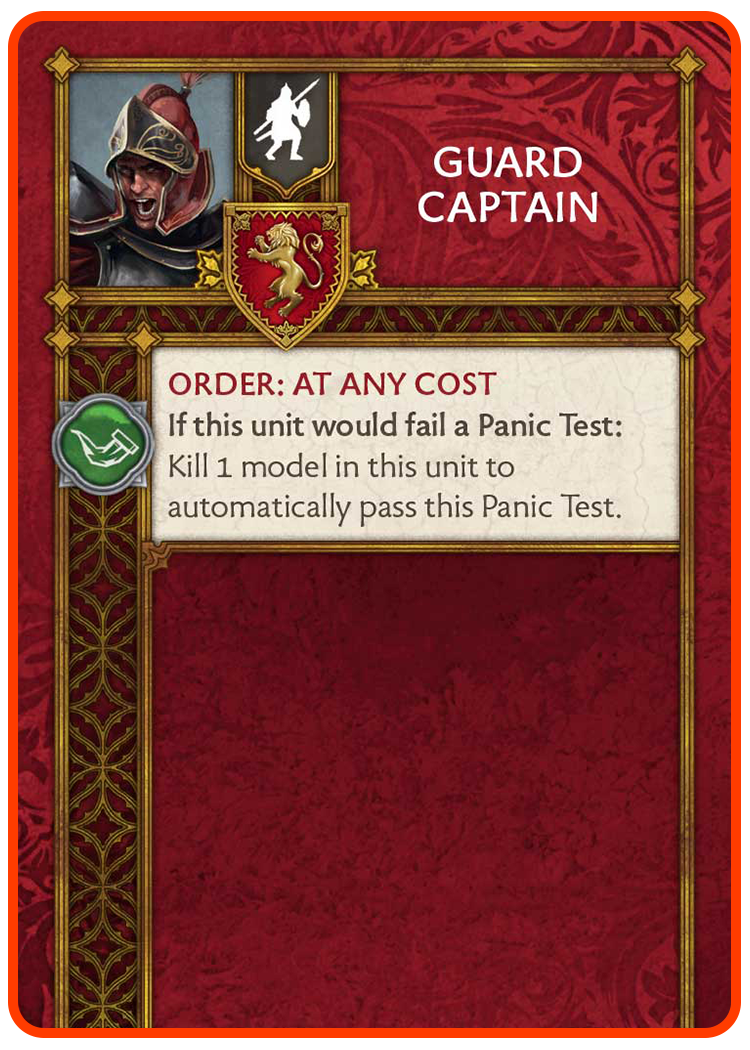 GUARD
CAPTAIN
ORDER: AT ANY COST
If this unit would fail a Panic Test:
Kill 1 model in this unit to
automatically pass this Panic Test.